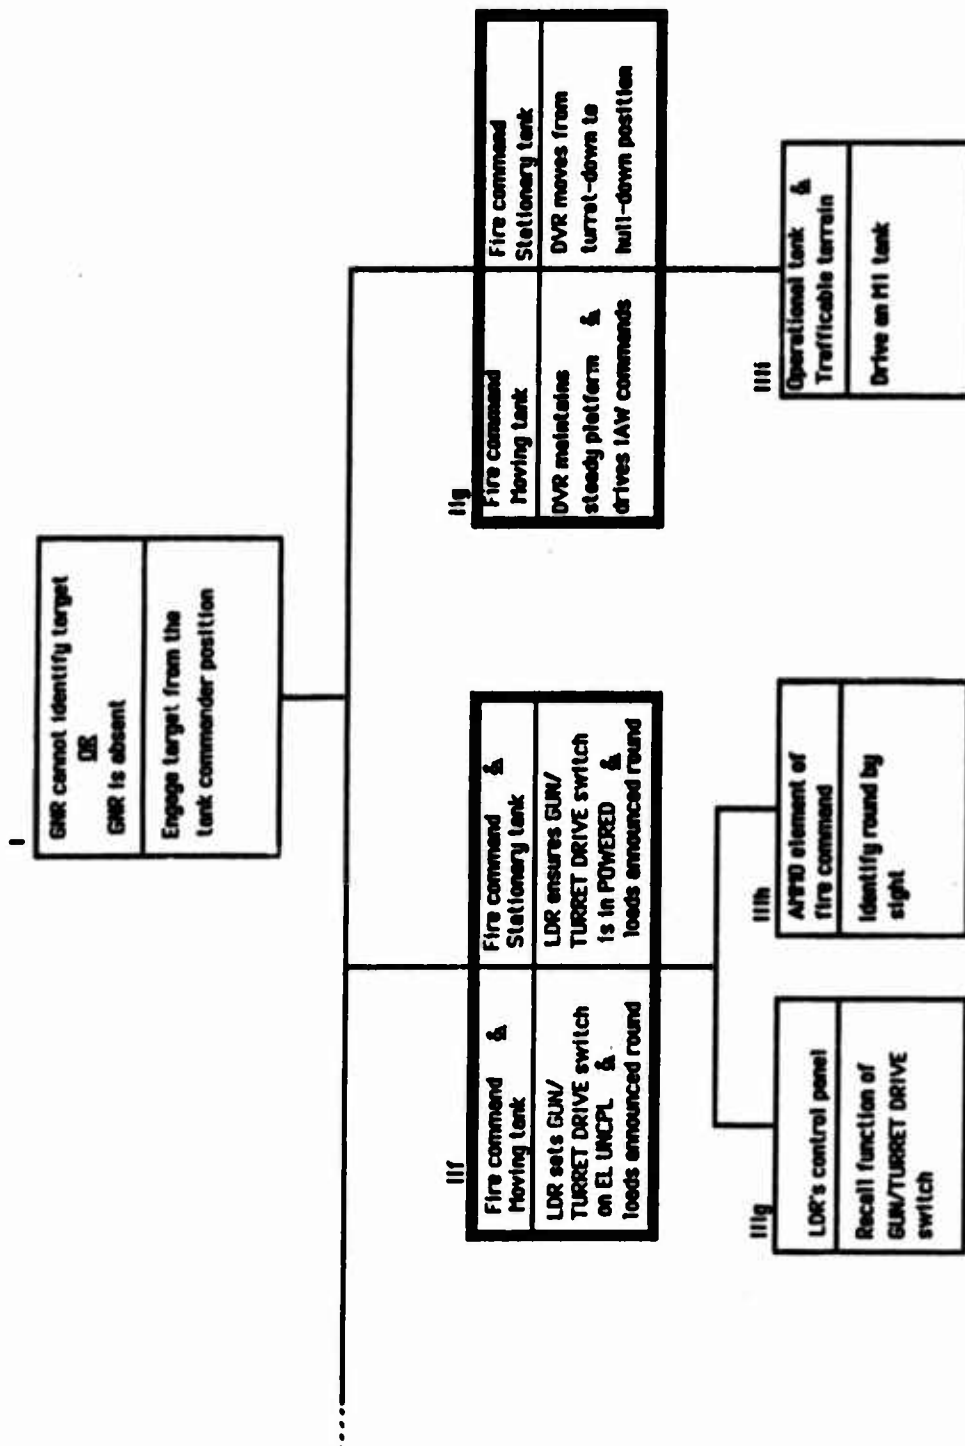 I
GNR cannot identify target
OR
GNR is absent
Engage target from the
tank commander position
IIf
Fire command &
Moving tank
LDR sets GUN/
TURRET DRIVE switch
on EL UNCPL &
loads announced round
Fire command &
Stationary tank
LDR ensures GUN/
TURRET DRIVE switch
is in POWERED &
loads announced round
IIg
Fire command
Moving tank
DVR maintains
steady platform &
drives IAW commands
Fire command
Stationary tank
DVR moves from
turret-down to
hull-down position
IIIg
LDR's control panel
Recall function of
GUN/TURRET DRIVE
switch
IIIh
AMMO element of
fire command
Identify round by
sight
IIIi
Operational tank &
Trafficable terrain
Drive an M1 tank